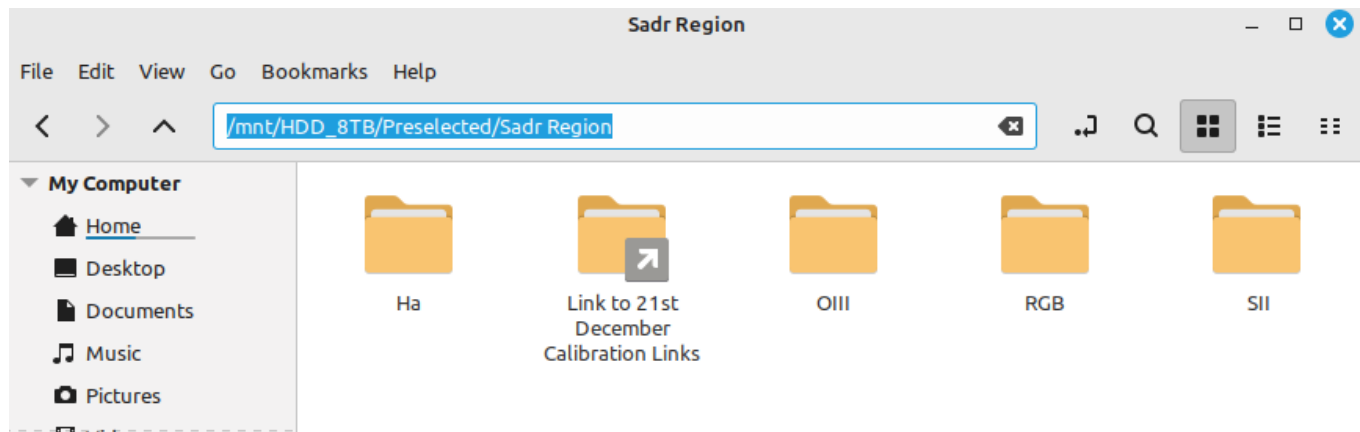 Sadr Region
File Edit View Go Bookmarks Help
/mnt/HDD_8TB/Preselected/Sadr Region
My Computer
Home
Desktop
Documents
Music
Pictures
Ha
Link to 21st
December
Calibration Links
OIII
RGB
SII